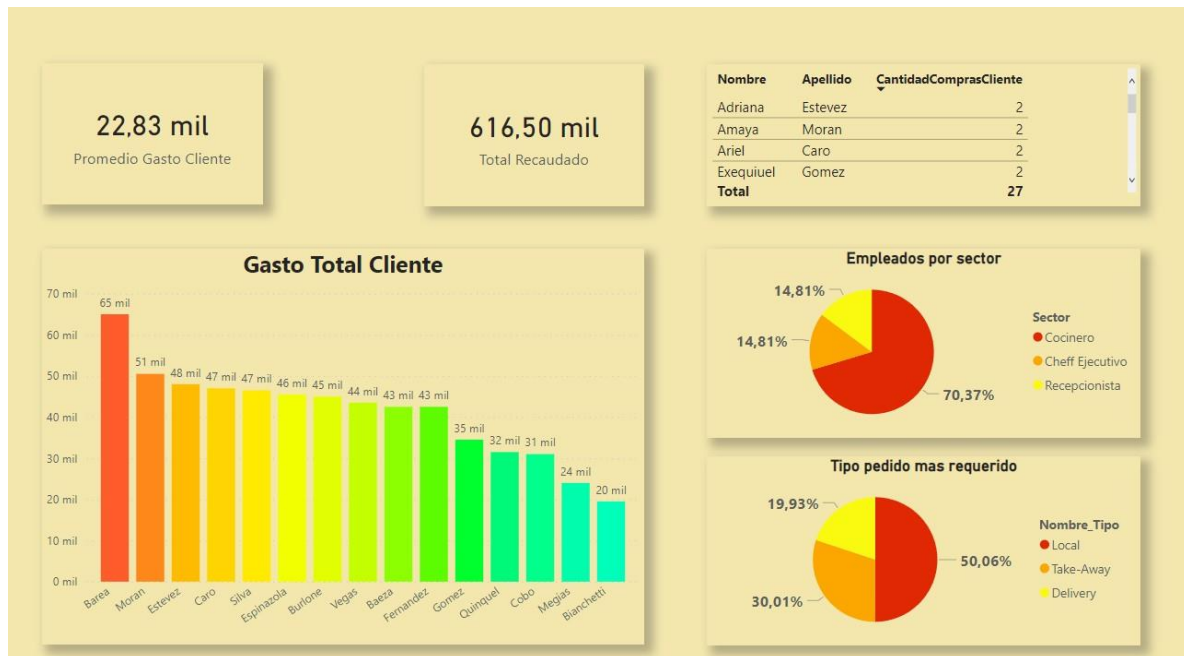 22,83 mil
Promedio Gasto Cliente
616,50 mil
Total Recaudado
Nombre Apellido CantidadComprasCliente
Adriana Estevez 2
Amaya Moran 2
Ariel Caro 2
Exequiuel Gomez 2
Total 27
Gasto Total Cliente
70 mil
60 mil
50 mil
40 mil
30 mil
20 mil
10 mil
0 mil
65 mil
51 mil
48 mil
47 mil
47 mil
46 mil
45 mil
44 mil
43 mil
43 mil
35 mil
32 mil
31 mil
24 mil
20 mil
Barea
Moran
Estevez
Caro
Silva
Espinazola
Burlone
Vegas
Baeza
Fernandez
Gomez
Quinquel
Cobo
Megias
Bianchetti
Empleados por sector
14,81%
14,81%
70,37%
Sector
Cocinero
Cheff Ejecutivo
Recepcionista
Tipo pedido mas requerido
19,93%
30,01%
50,06%
Nombre_Tipo
Local
Take-Away
Delivery